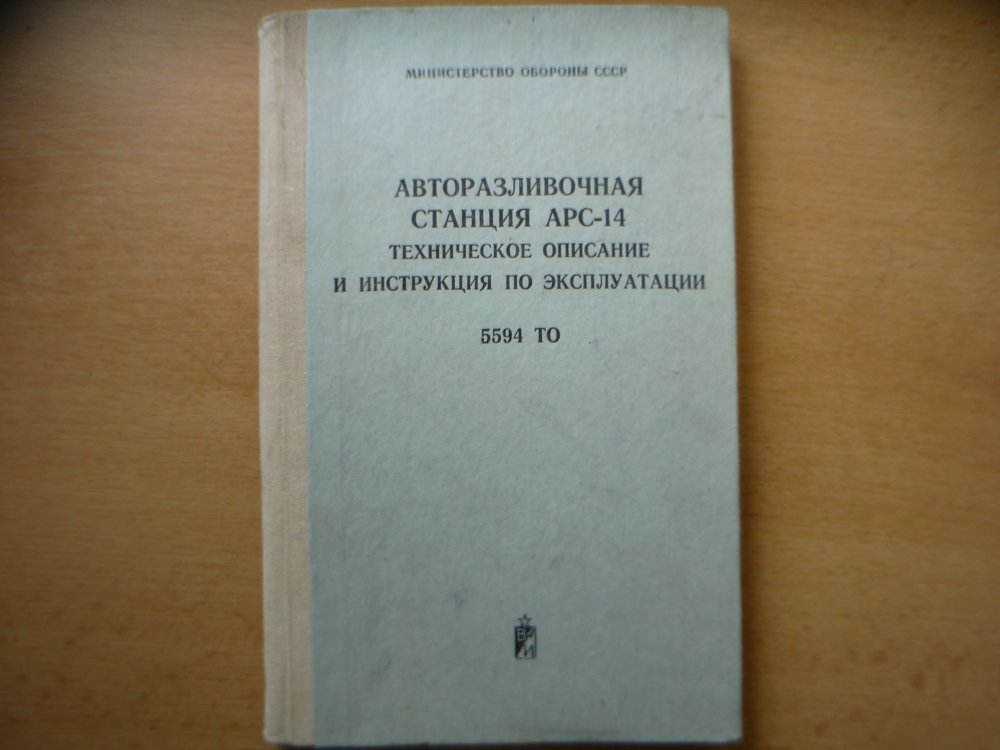 МИНИСТЕРСТВО ОБОРОНЫ СССР
АВТОРАЗЛИВОЧНАЯ
СТАНЦИЯ АРС-14
ТЕХНИЧЕСКОЕ ОПИСАНИЕ
И ИНСТРУКЦИЯ ПО ЭКСПЛУАТАЦИИ
5594 ТО